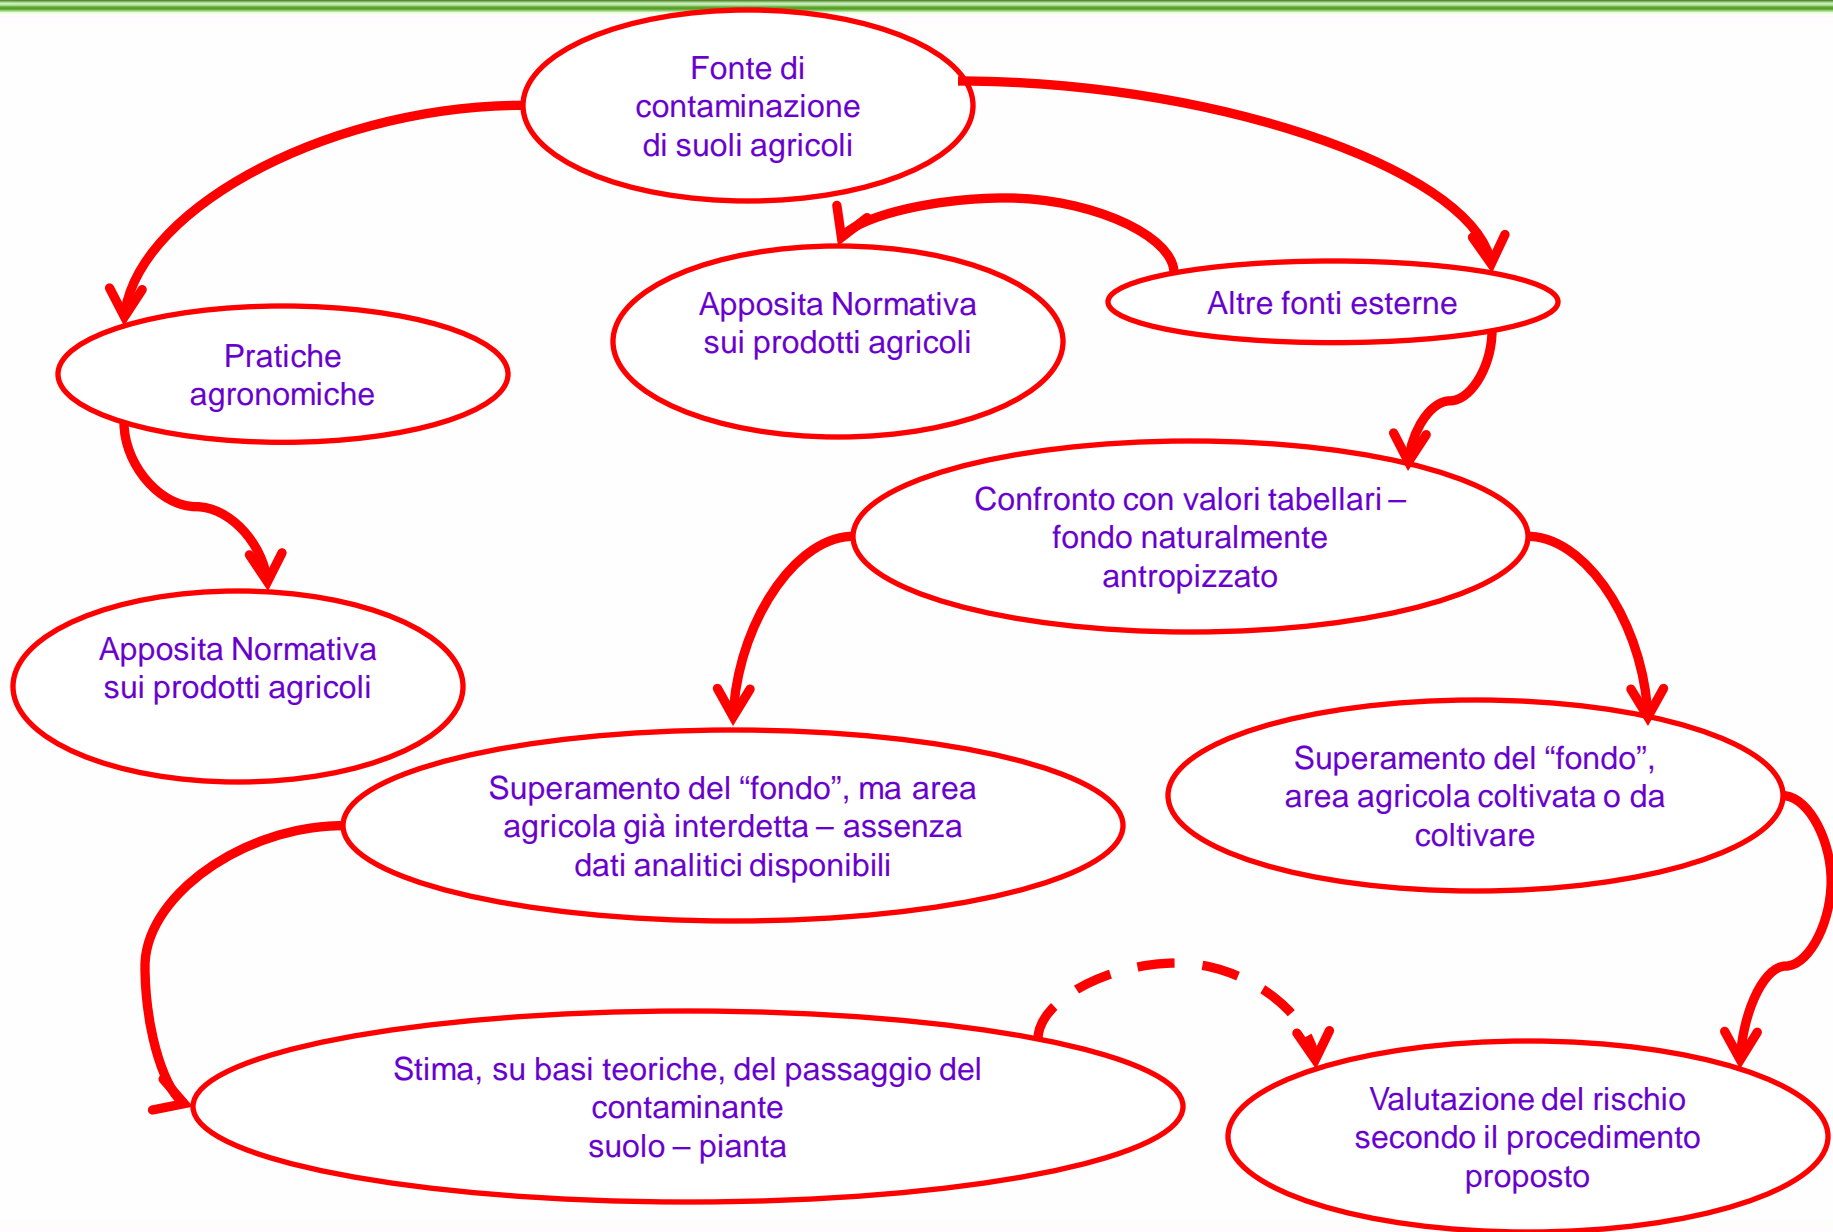 Fonte di
contaminazione
di suoli agricoli
Apposita Normativa
sui prodotti agricoli
Altre fonti esterne
Pratiche
agronomiche
Confronto con valori tabellari –
fondo naturalmente
antropizzato
Apposita Normativa
sui prodotti agricoli
Superamento del “fondo”, ma area
agricola già interdetta – assenza
dati analitici disponibili
Superamento del “fondo”,
area agricola coltivata o da
coltivare
Stima, su basi teoriche, del passaggio del
contaminante
suolo – pianta
Valutazione del rischio
secondo il procedimento
proposto